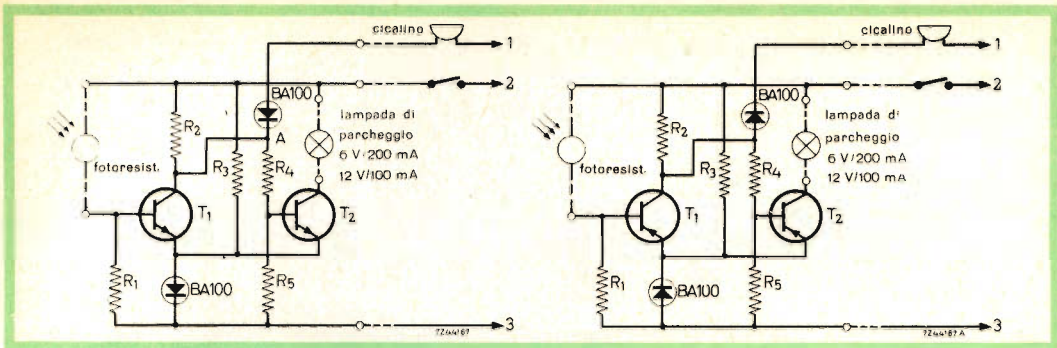 cicalino
1
2
BA100
lampada di
parcheggio
6 V/200 mA
12 V/100 mA
R2
A
R3
R4
fotoresist.
T1
T2
R1
BA100
R5
3
7Z44187
cicalino
1
2
BA100
lampada di
parcheggio
6 V/200 mA
12 V/100 mA
R2
R3
R4
fotoresist.
T1
T2
R1
BA100
R5
3
7Z44187 A